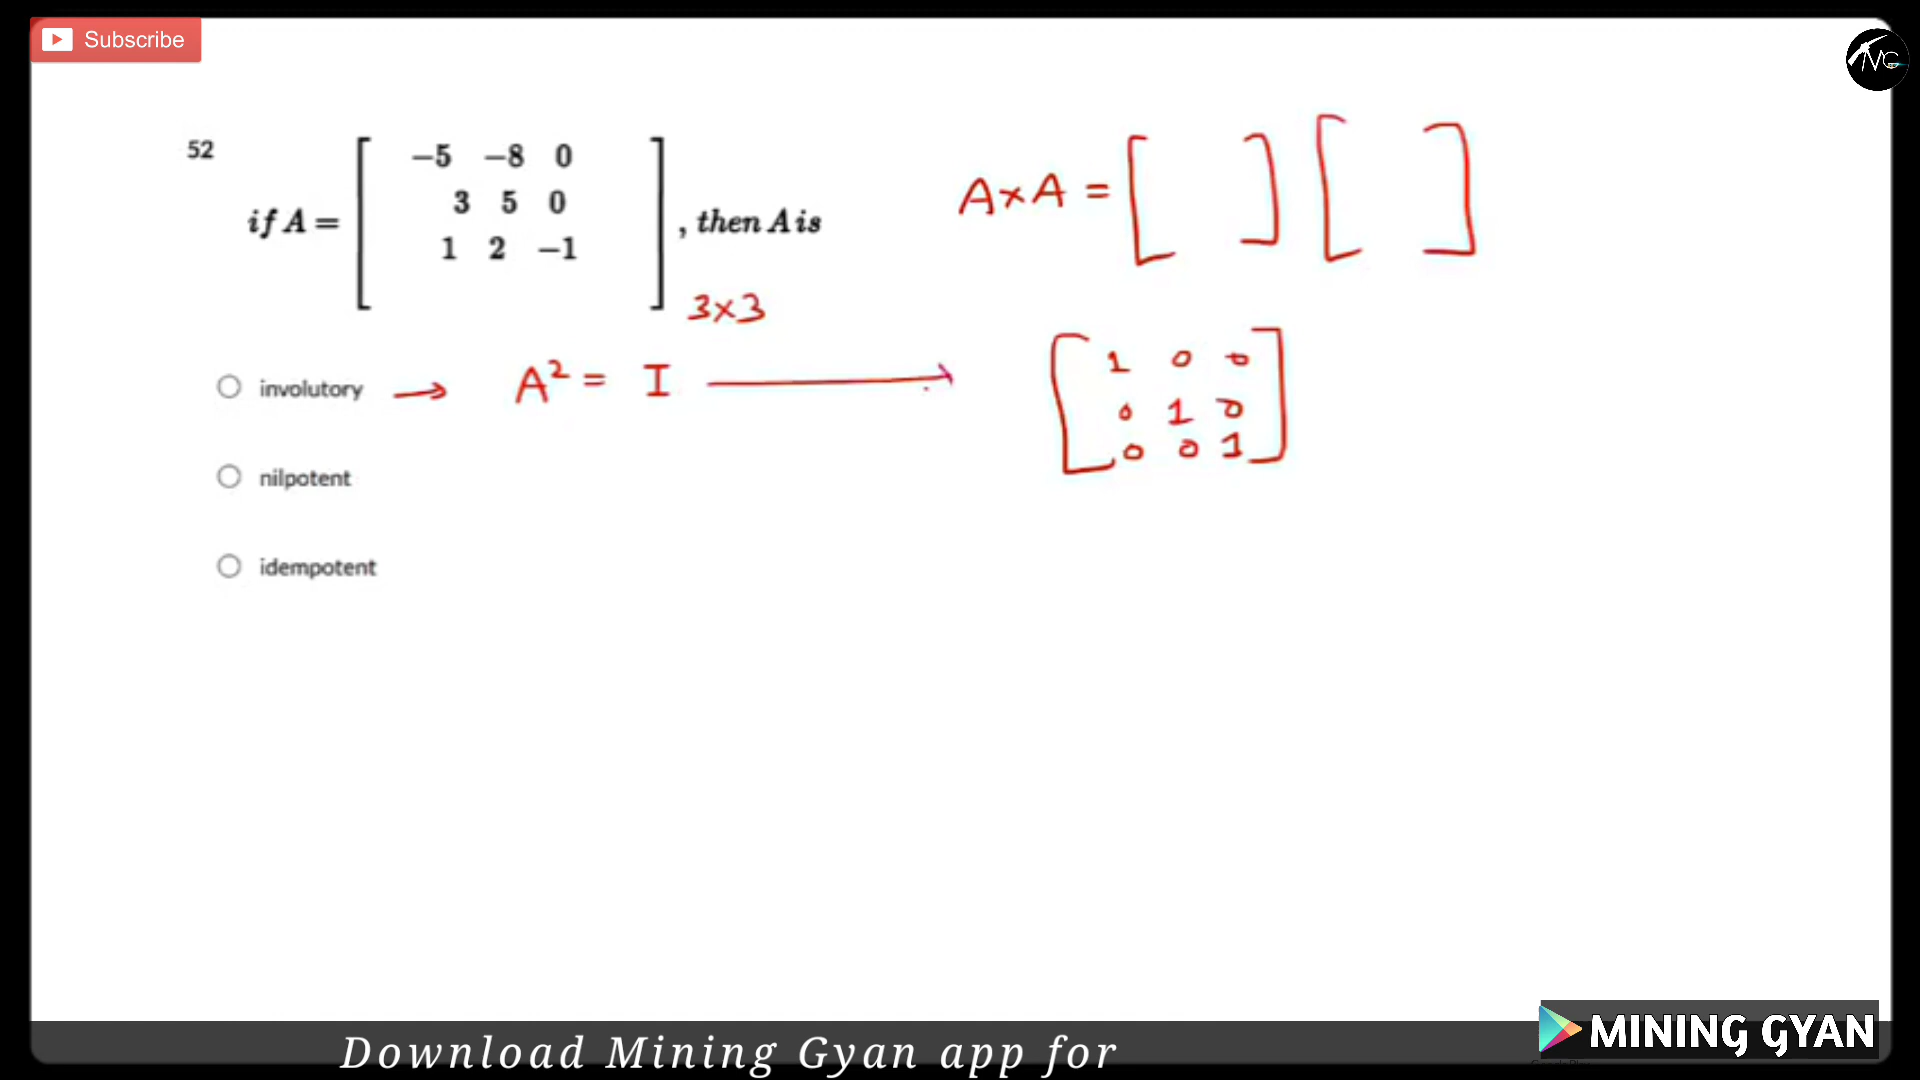 Subscribe
NG
52
if A = [ −5 −8 0
3 5 0
1 2 −1 ] , then A is
3×3
A×A = [ ] [ ]
involutory → A² = I →
[ 1 0 0
0 1 0
0 0 1 ]
nilpotent
idempotent
Download Mining Gyan app for
MINING GYAN